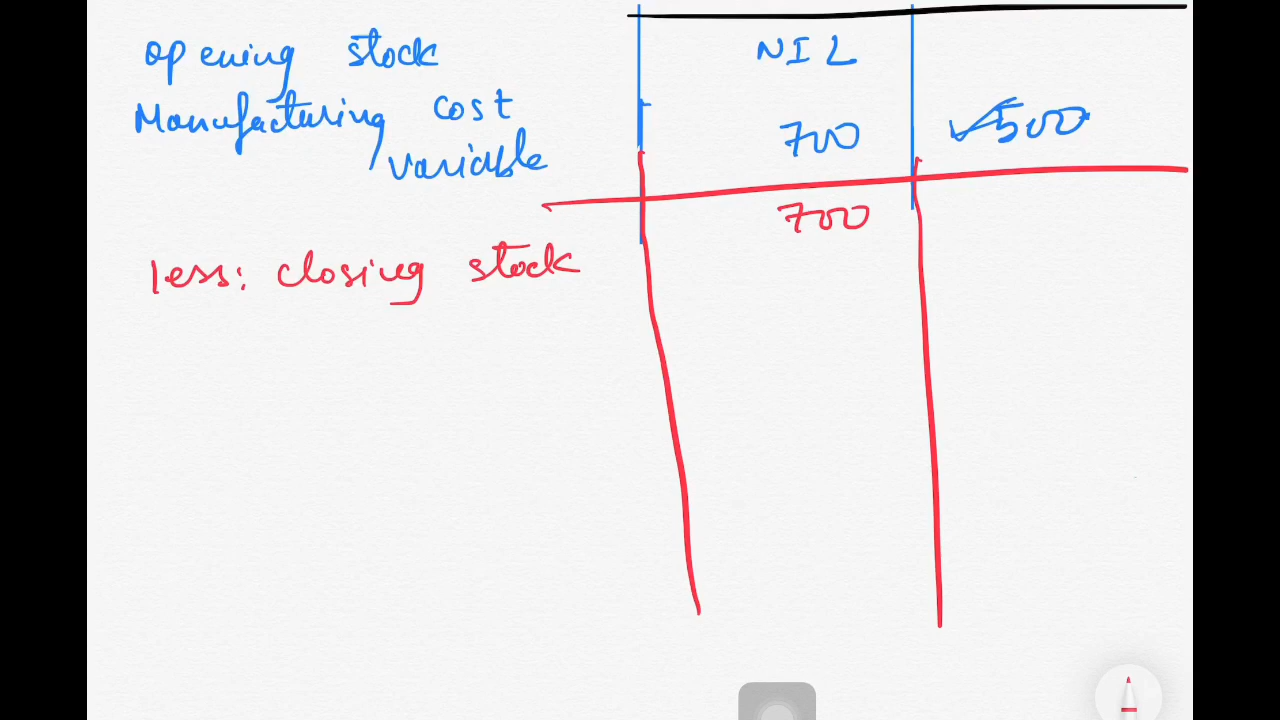 opening stock NIL
Manufacturing cost 700 500
variable
700
less: closing stock